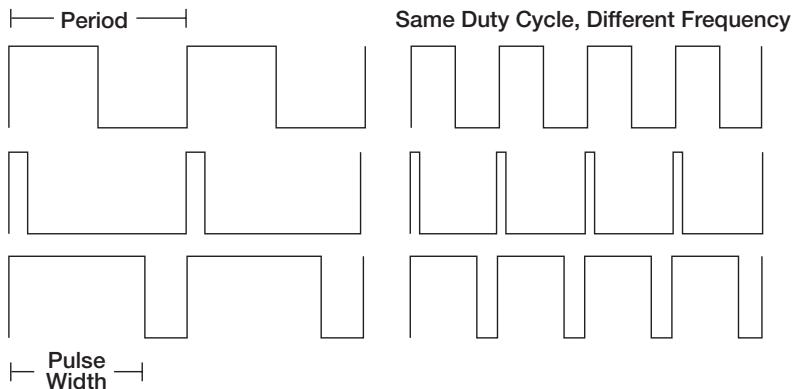 Period
Same Duty Cycle, Different Frequency
Pulse
Width